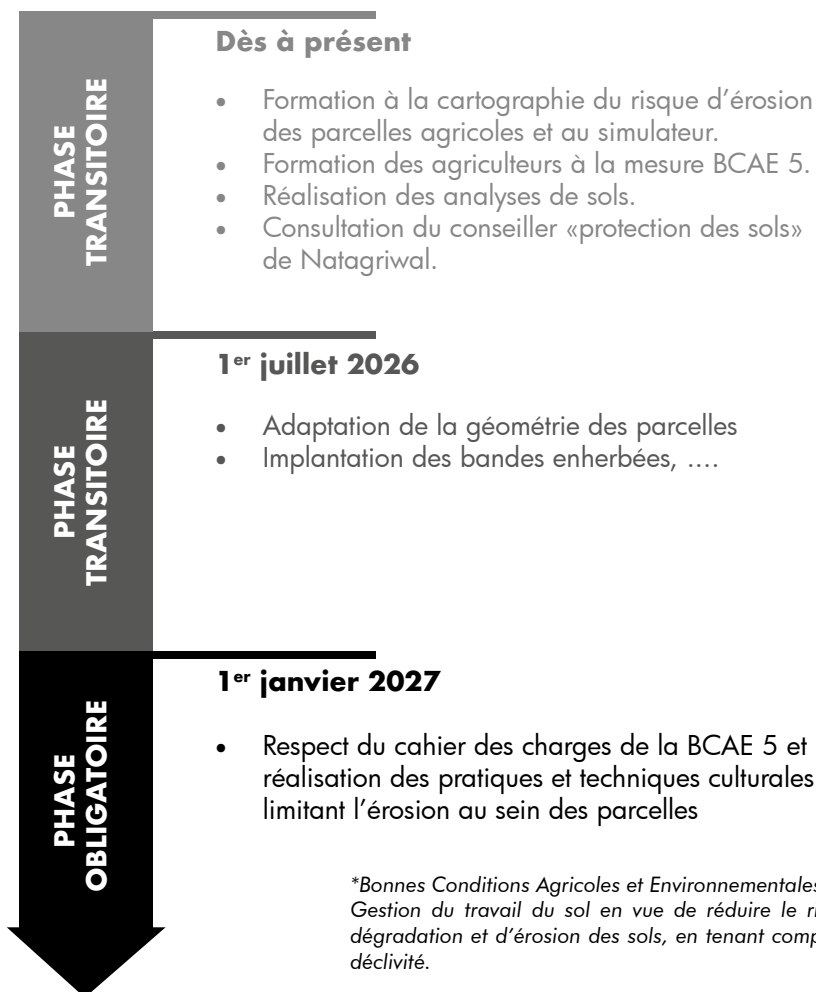 PHASE
TRANSITOIRE
Dès à présent
• Formation à la cartographie du risque d’érosion
des parcelles agricoles et au simulateur.
• Formation des agriculteurs à la mesure BCAE 5.
• Réalisation des analyses de sols.
• Consultation du conseiller «protection des sols»
de Natagriwal.
PHASE
TRANSITOIRE
1er juillet 2026
• Adaptation de la géométrie des parcelles
• Implantation des bandes enherbées, ....
PHASE
OBLIGATOIRE
1er janvier 2027
• Respect du cahier des charges de la BCAE 5 et
réalisation des pratiques et techniques culturales
limitant l’érosion au sein des parcelles
*Bonnes Conditions Agricoles et Environnementales
Gestion du travail du sol en vue de réduire le
dégradation et d’érosion des sols, en tenant
déclivité.